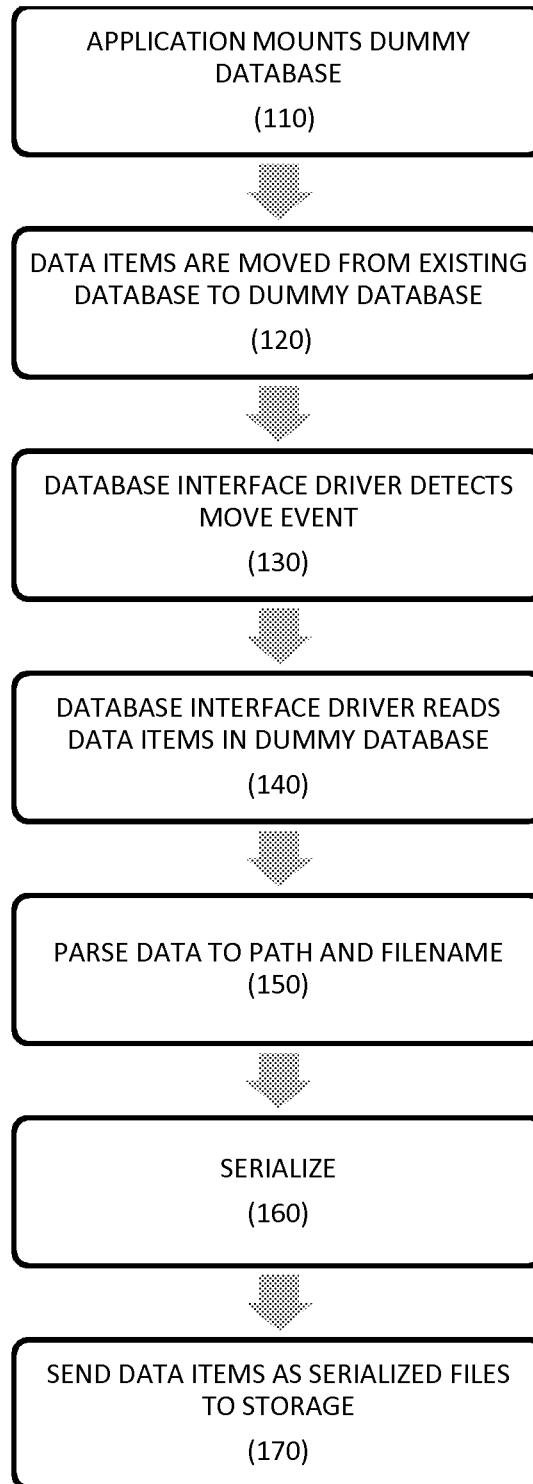 APPLICATION MOUNTS DUMMY
DATABASE
(110)
DATA ITEMS ARE MOVED FROM EXISTING
DATABASE TO DUMMY DATABASE
(120)
DATABASE INTERFACE DRIVER DETECTS
MOVE EVENT
(130)
DATABASE INTERFACE DRIVER READS
DATA ITEMS IN DUMMY DATABASE
(140)
PARSE DATA TO PATH AND FILENAME
(150)
SERIALIZE
(160)
SEND DATA ITEMS AS SERIALIZED FILES
TO STORAGE
(170)